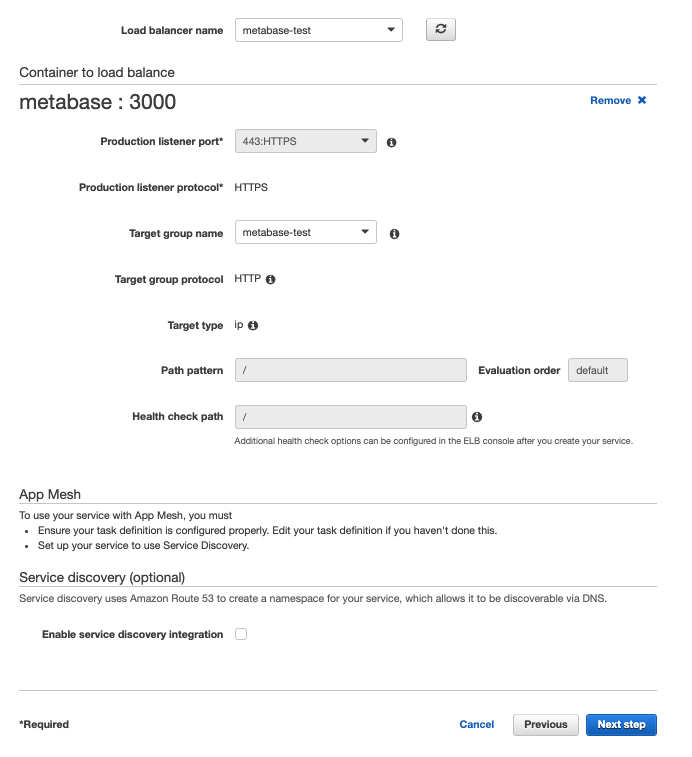 Load balancer name metabase-test
Container to load balance
metabase : 3000 Remove
Production listener port* 443:HTTPS
Production listener protocol* HTTPS
Target group name metabase-test
Target group protocol HTTP
Target type ip
Path pattern / Evaluation order default
Health check path /
Additional health check options can be configured in the ELB console after you create your service.
App Mesh
To use your service with App Mesh, you must
• Ensure your task definition is configured properly. Edit your task definition if you haven't done this.
• Set up your service to use Service Discovery.
Service discovery (optional)
Service discovery uses Amazon Route 53 to create a namespace for your service, which allows it to be discoverable via DNS.
Enable service discovery integration
*Required Cancel Previous Next step